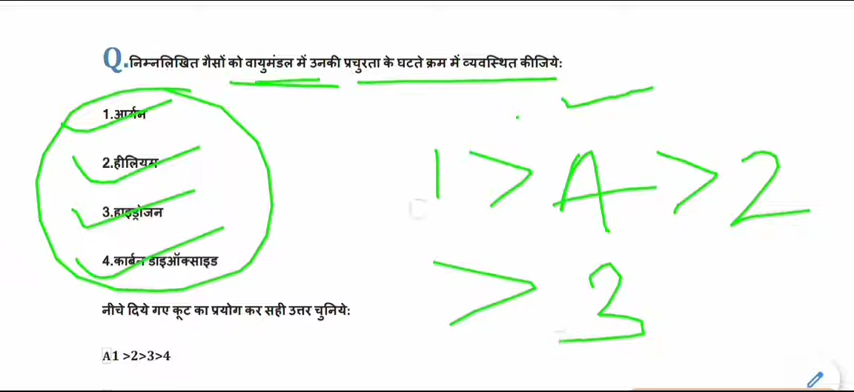 Q.निम्नलिखित गैसों को वायुमंडल में उनकी प्रचुरता के घटते क्रम में व्यवस्थित कीजिये:
1.आर्गन
2.हीलियम
3.हाइड्रोजन
4.कार्बन डाइऑक्साइड
1 > 4 > 2
> 3
नीचे दिये गए कूट का प्रयोग कर सही उत्तर चुनिये:
A1 >2>3>4